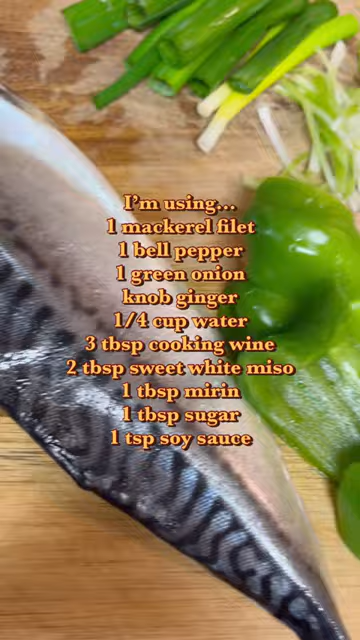 I'm using...
1 mackerel filet
1 bell pepper
1 green onion
knob ginger
1/4 cup water
3 tbsp cooking wine
2 tbsp sweet white miso
1 tbsp mirin
1 tbsp sugar
1 tsp soy sauce